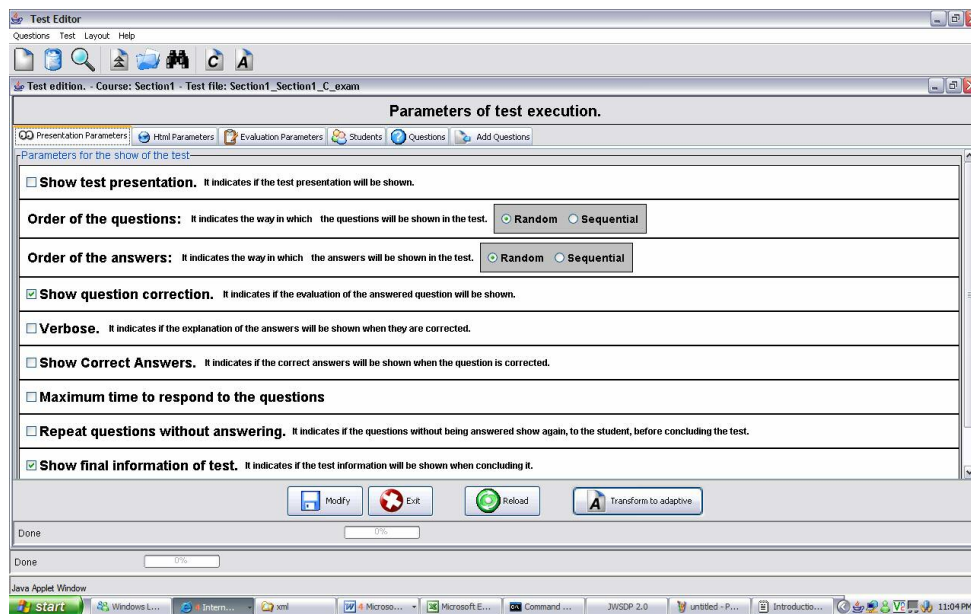 Test Editor
Questions Test Layout Help
C A
Test edition. - Course: Section1 - Test file: Section1_Section1_C_exam
Parameters of test execution.
Presentation Parameters Html Parameters Evaluation Parameters Students Questions Add Questions
Parameters for the show of the test
Show test presentation. It indicates if the test presentation will be shown.
Order of the questions: It indicates the way in which the questions will be shown in the test. Random Sequential
Order of the answers: It indicates the way in which the answers will be shown in the test. Random Sequential
Show question correction. It indicates if the evaluation of the answered question will be shown.
Verbose. It indicates if the explanation of the answers will be shown when they are corrected.
Show Correct Answers. It indicates if the correct answers will be shown when the question is corrected.
Maximum time to respond to the questions
Repeat questions without answering. It indicates if the questions without being answered show again, to the student, before concluding the test.
Show final information of test. It indicates if the test information will be shown when concluding it.
Modify Exit Reload A Transform to adaptive
Done 0%
Done 0%
Java Applet Window
start Windows L... 4 Intern... xml 4 Microso... Microsoft E... Command ... JWSDP 2.0 untitled - P... Introductio... 11:04 PM